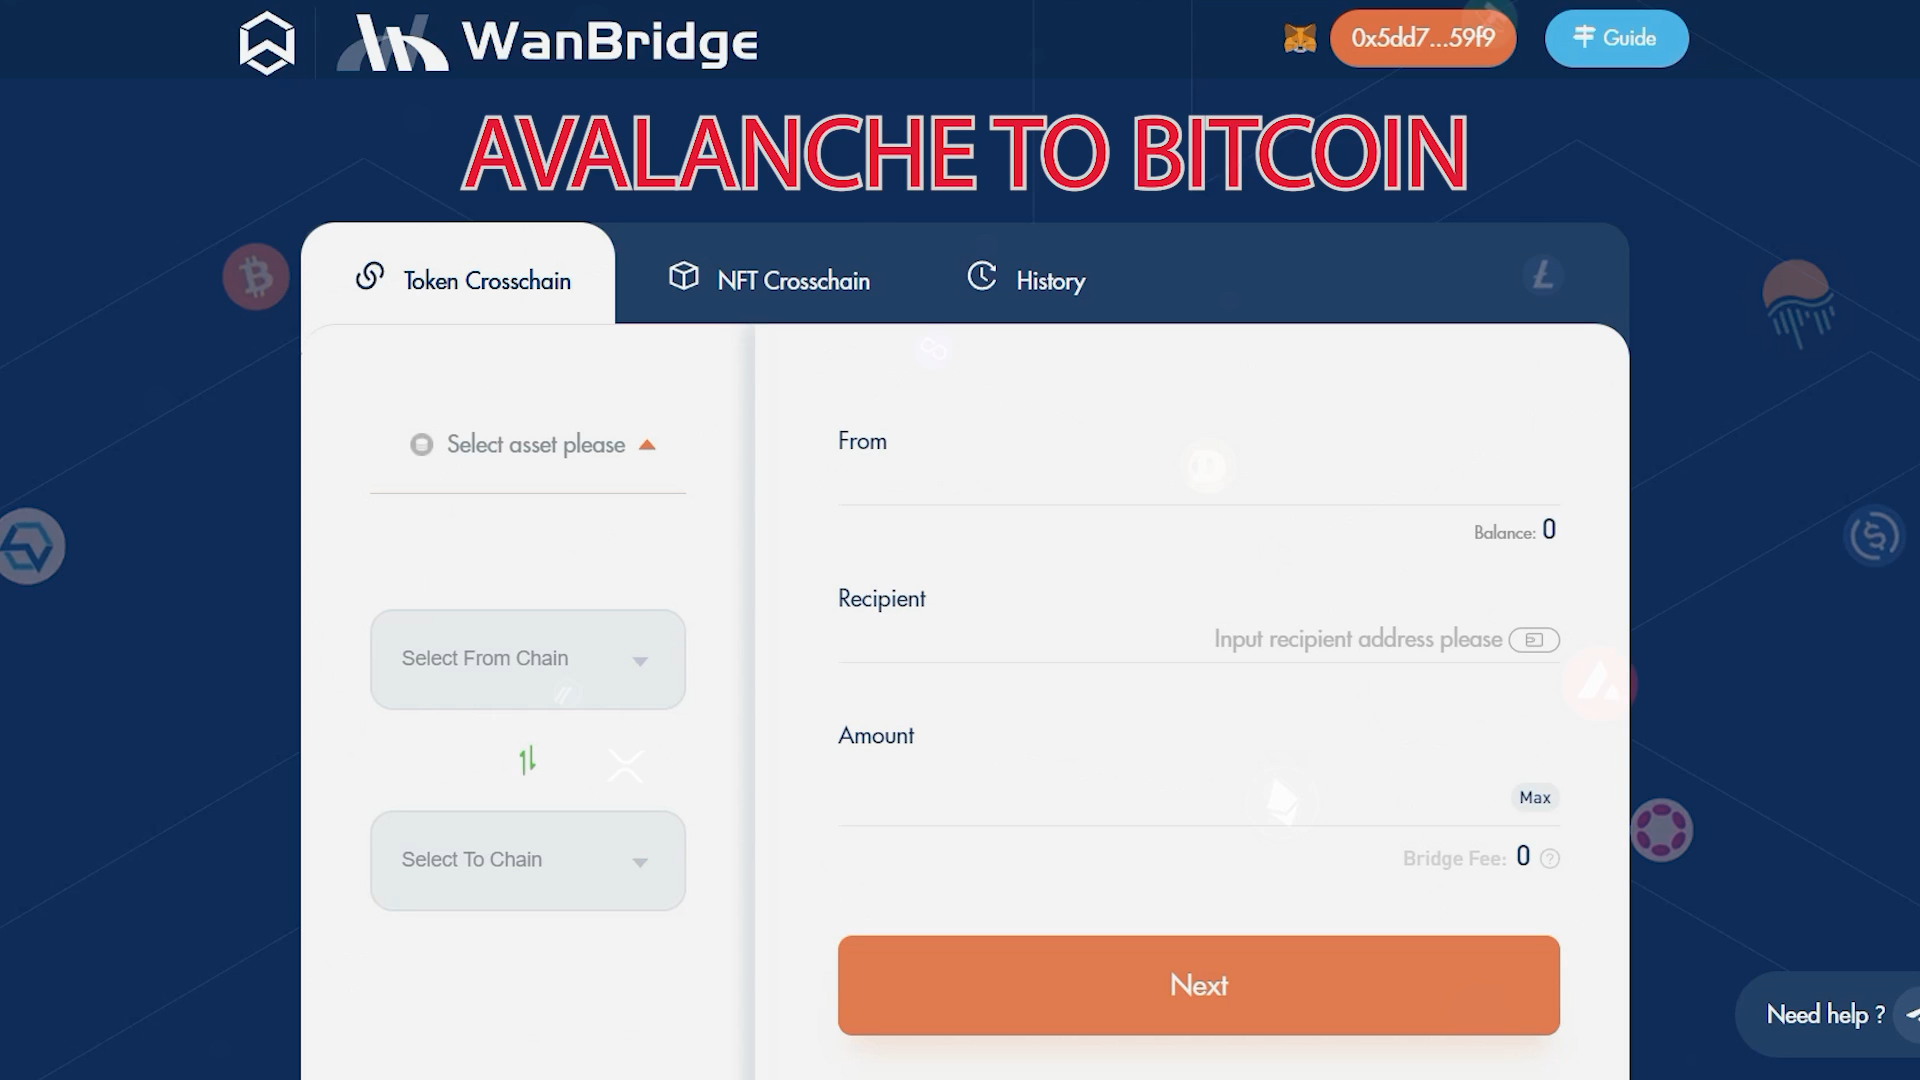 WanBridge
0x5dd7...59f9
Guide
AVALANCHE TO BITCOIN
Token Crosschain
NFT Crosschain
History
Select asset please
From
Balance: 0
Recipient
Input recipient address please
Select From Chain
Amount
Max
Select To Chain
Bridge Fee: 0
Next
Need help ?